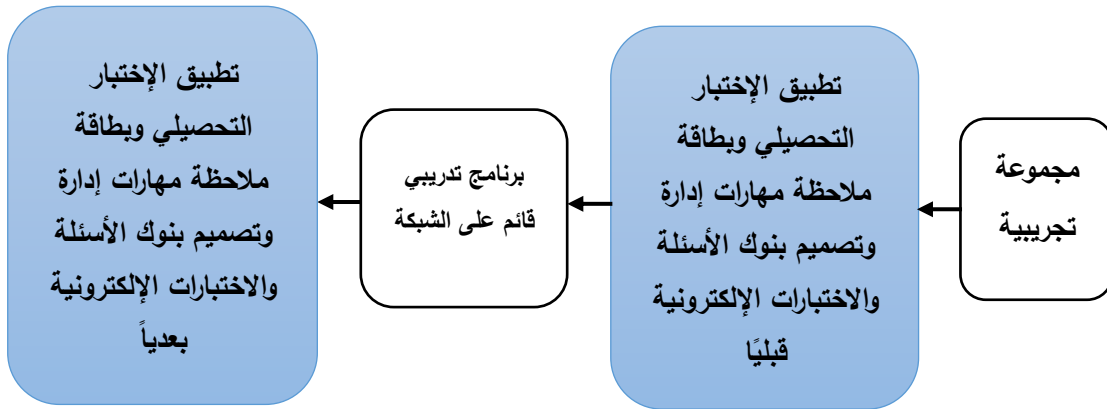 مجموعة
تجريبية
تطبيق الإختبار
التحصيلي وبطاقة
ملاحظة مهارات إدارة
وتصميم بنوك الأسئلة
والاختبارات الإلكترونية
قبليًا
برنامج تدريبي
قائم على الشبكة
تطبيق الإختبار
التحصيلي وبطاقة
ملاحظة مهارات إدارة
وتصميم بنوك الأسئلة
والاختبارات الإلكترونية
بعدياً